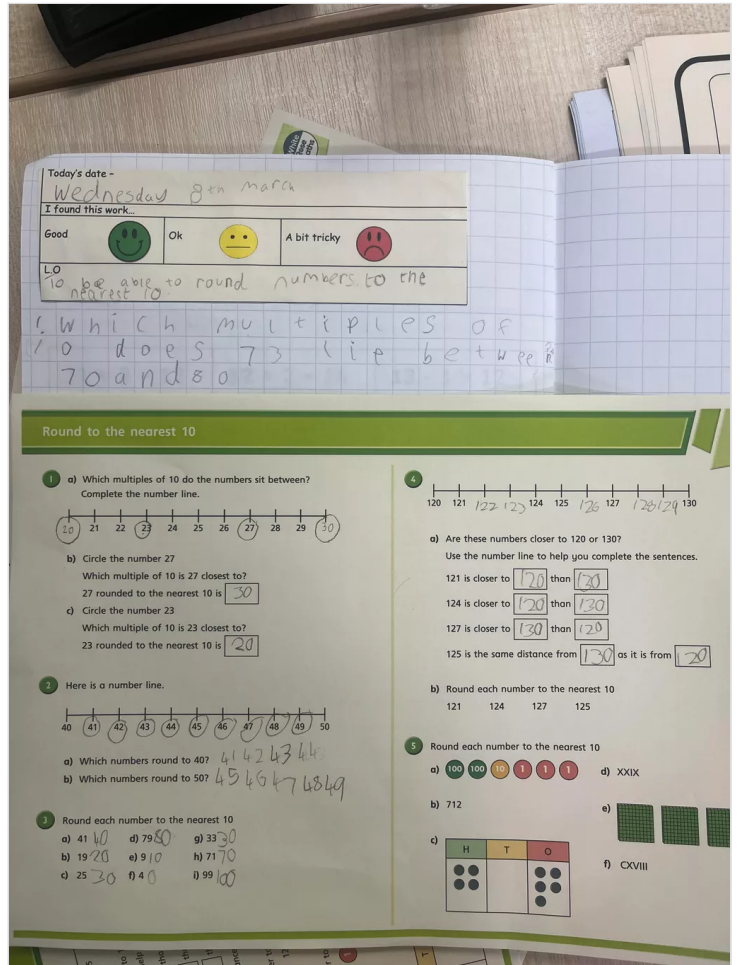 White
Rose
Maths
Today's date -
Wednesday 8th march
I found this work...
Good Ok A bit tricky
L.O
To be able to round numbers to the
nearest 10.
1. Which multiples of
10 does 73 lie between
70 and 80
Round to the nearest 10
1 a) Which multiples of 10 do the numbers sit between?
Complete the number line.
20 21 22 23 24 25 26 27 28 29 30
b) Circle the number 27
Which multiple of 10 is 27 closest to?
27 rounded to the nearest 10 is 30
c) Circle the number 23
Which multiple of 10 is 23 closest to?
23 rounded to the nearest 10 is 20
2 Here is a number line.
40 41 42 43 44 45 46 47 48 49 50
a) Which numbers round to 40? 41 42 43 44
b) Which numbers round to 50? 45 46 47 48 49
3 Round each number to the nearest 10
a) 41 40 d) 79 80 g) 33 30
b) 19 20 e) 9 10 h) 71 70
c) 25 30 f) 4 0 i) 99 100
4
120 121 122 123 124 125 126 127 128 129 130
a) Are these numbers closer to 120 or 130?
Use the number line to help you complete the sentences.
121 is closer to 120 than 130
124 is closer to 120 than 130
127 is closer to 130 than 120
125 is the same distance from 130 as it is from 120
b) Round each number to the nearest 10
121 124 127 125
5 Round each number to the nearest 10
a) 100 100 10 1 1 1 d) XXIX
b) 712 e)
c) H T O
f) CXVIII